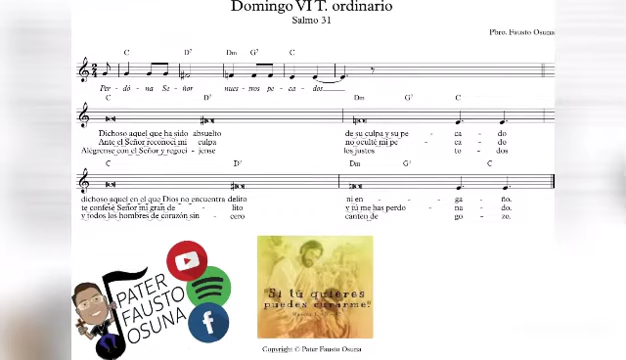 Domingo VI T. ordinario
Salmo 31
Pbro. Fausto Osuna
C D7 Dm G7 C
Per - dó - na Se - ñor nues - tros pe - ca - dos
C D7 Dm G7 C
Dichoso aquel que ha sido absuelto de su culpa y su pe - ca - do
Ante el Señor reconocí mi culpa no oculté mi pe - ca - do
Alégrense con el Señor y regocí - jense los justos to - dos
C D7 Dm G7 C
dichoso aquel en el que Dios no encuentra delito ni en - ga - ño.
te confesé Señor mi gran de - lito y tú me has perdo - na - do.
y todos los hombres de corazón sin - cero canten de go - zo.
PATER
FAUSTO
OSUNA
"Si tú quieres
puedes curarme"
Copyright © Pater Fausto Osuna